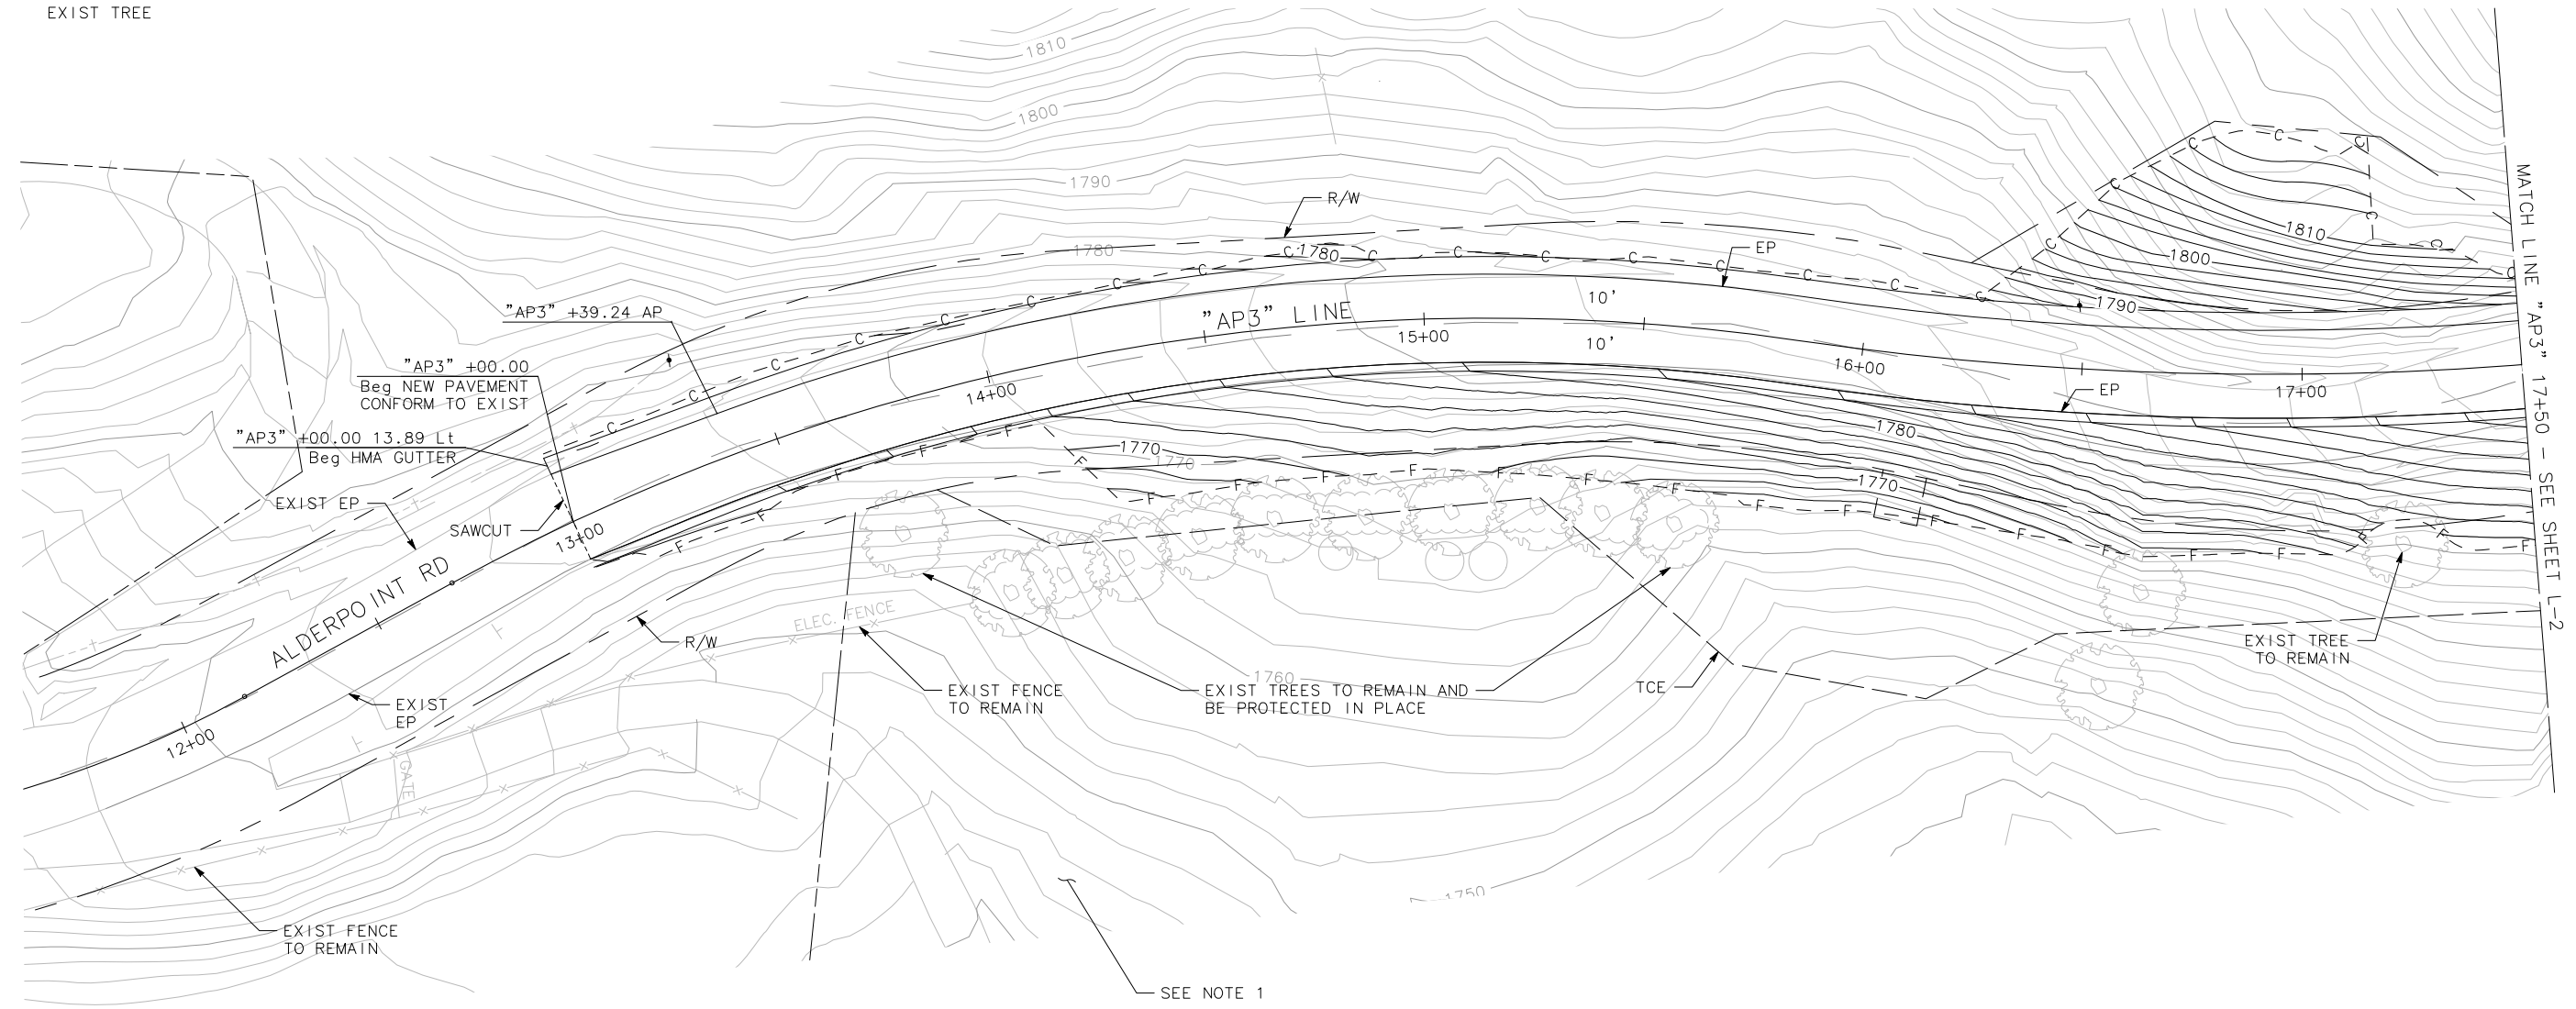 EXIST TREE
1810
1800
1790
R/W
1780
1780
C
EP
1810
1800
1790
MATCH LINE "AP3" 17+50 - SEE SHEET L-2
"AP3" +39.24 AP
"AP3" LINE
10'
10'
15+00
16+00
17+00
14+00
EP
"AP3" +00.00
Beg NEW PAVEMENT
CONFORM TO EXIST
"AP3" +00.00 13.89 Lt
Beg HMA GUTTER
1780
1770
1770
1770
F
EXIST EP
SAWCUT
13+00
ALDERPOINT RD
ELEC. FENCE
R/W
EXIST FENCE
TO REMAIN
1760
EXIST TREES TO REMAIN AND
BE PROTECTED IN PLACE
TCE
EXIST TREE
TO REMAIN
EXIST
EP
12+00
GATE
1750
EXIST FENCE
TO REMAIN
SEE NOTE 1